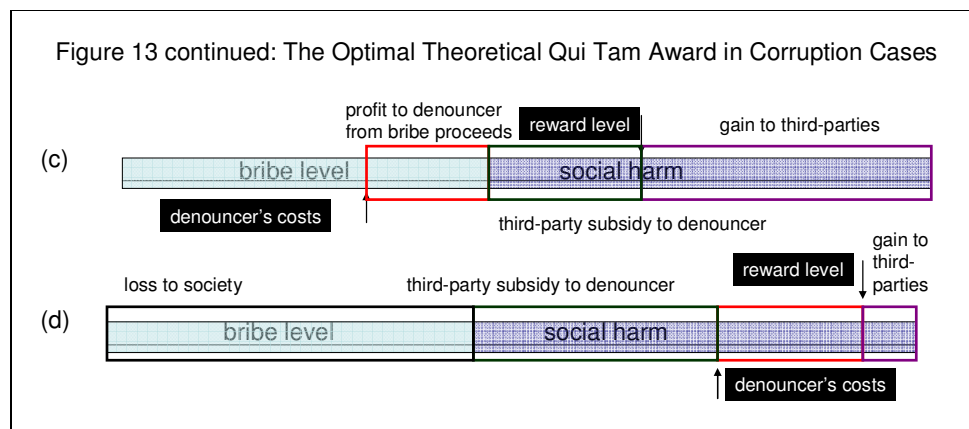 Figure 13 continued: The Optimal Theoretical Qui Tam Award in Corruption Cases
profit to denouncer
from bribe proceeds
reward level
gain to third-parties
(c)
bribe level
social harm
denouncer's costs
third-party subsidy to denouncer
gain to
third-
parties
reward level
loss to society
third-party subsidy to denouncer
(d)
bribe level
social harm
denouncer's costs